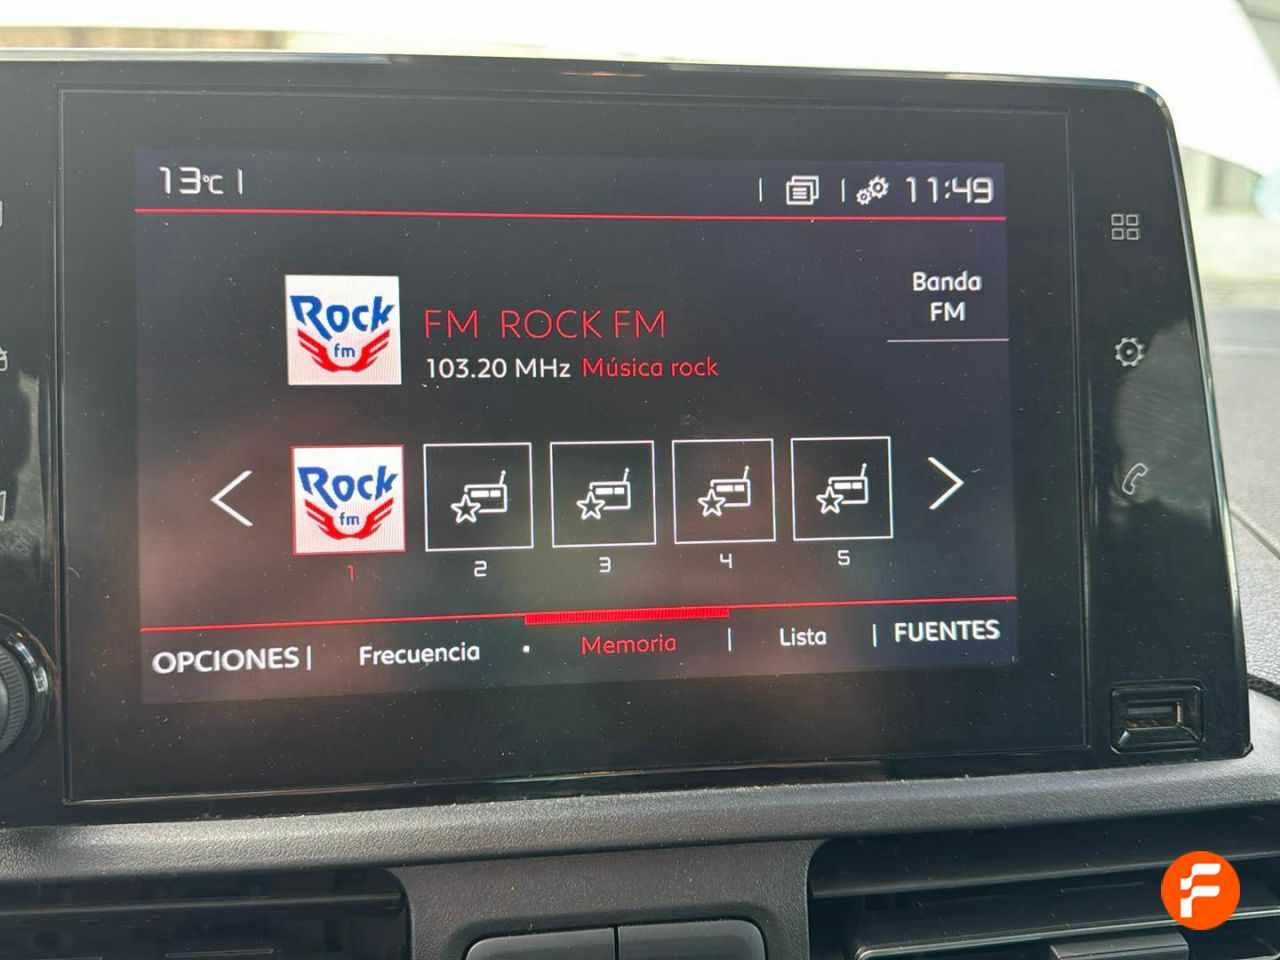 13°C |
| | 11:49
Banda
FM
Rock
fm
FM ROCK FM
103.20 MHz Música rock
Rock
fm
1 2 3 4 5
OPCIONES | Frecuencia · Memoria | Lista | FUENTES